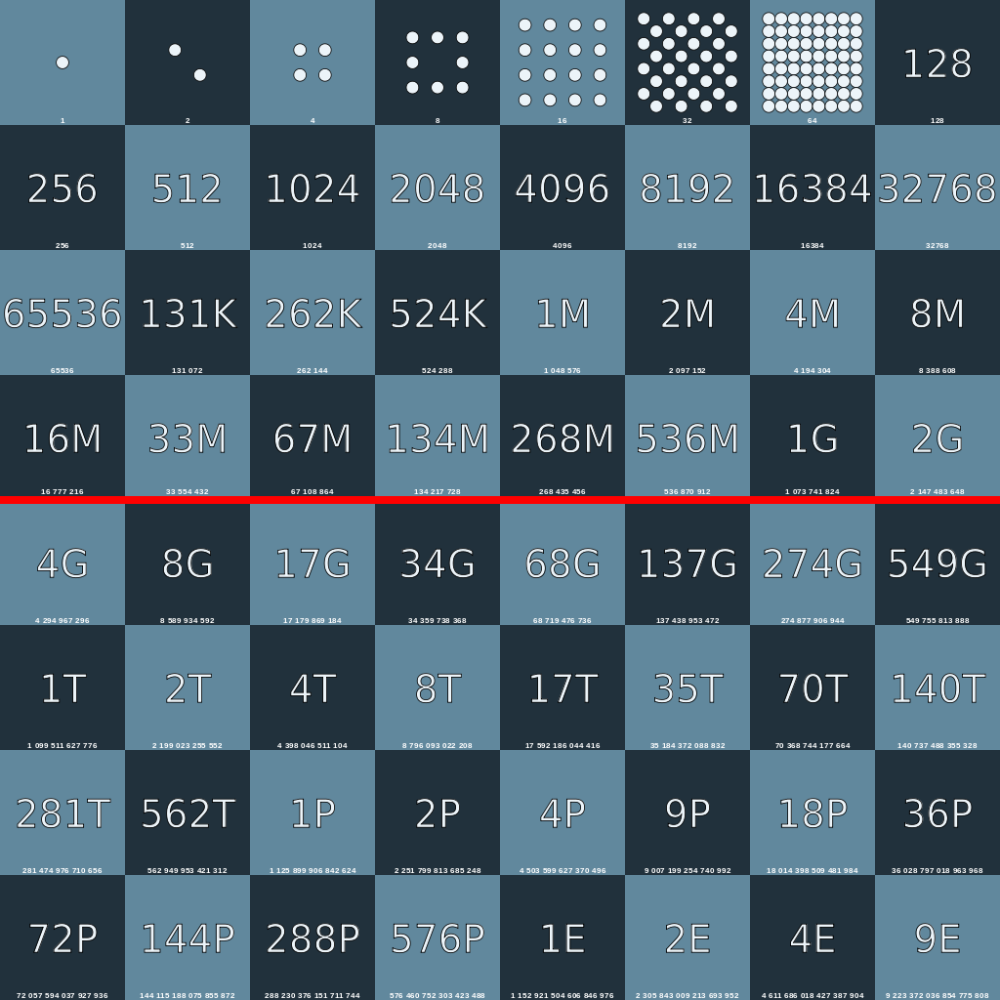 1 2 4 8 16 32 64 128
128
256 512 1024 2048 4096 8192 16384 32768
256 512 1024 2048 4096 8192 16384 32768
65536 131K 262K 524K 1M 2M 4M 8M
65536 131 072 262 144 524 288 1 048 576 2 097 152 4 194 304 8 388 608
16M 33M 67M 134M 268M 536M 1G 2G
16 777 216 33 554 432 67 108 864 134 217 728 268 435 456 536 870 912 1 073 741 824 2 147 483 648
4G 8G 17G 34G 68G 137G 274G 549G
4 294 967 296 8 589 934 592 17 179 869 184 34 359 738 368 68 719 476 736 137 438 953 472 274 877 906 944 549 755 813 888
1T 2T 4T 8T 17T 35T 70T 140T
1 099 511 627 776 2 199 023 255 552 4 398 046 511 104 8 796 093 022 208 17 592 186 044 416 35 184 372 088 832 70 368 744 177 664 140 737 488 355 328
281T 562T 1P 2P 4P 9P 18P 36P
281 474 976 710 656 562 949 953 421 312 1 125 899 906 842 624 2 251 799 813 685 248 4 503 599 627 370 496 9 007 199 254 740 992 18 014 398 509 481 984 36 028 797 018 963 968
72P 144P 288P 576P 1E 2E 4E 9E
72 057 594 037 927 936 144 115 188 075 855 872 288 230 376 151 711 744 576 460 752 303 423 488 1 152 921 504 606 846 976 2 305 843 009 213 693 952 4 611 686 018 427 387 904 9 223 372 036 854 775 808